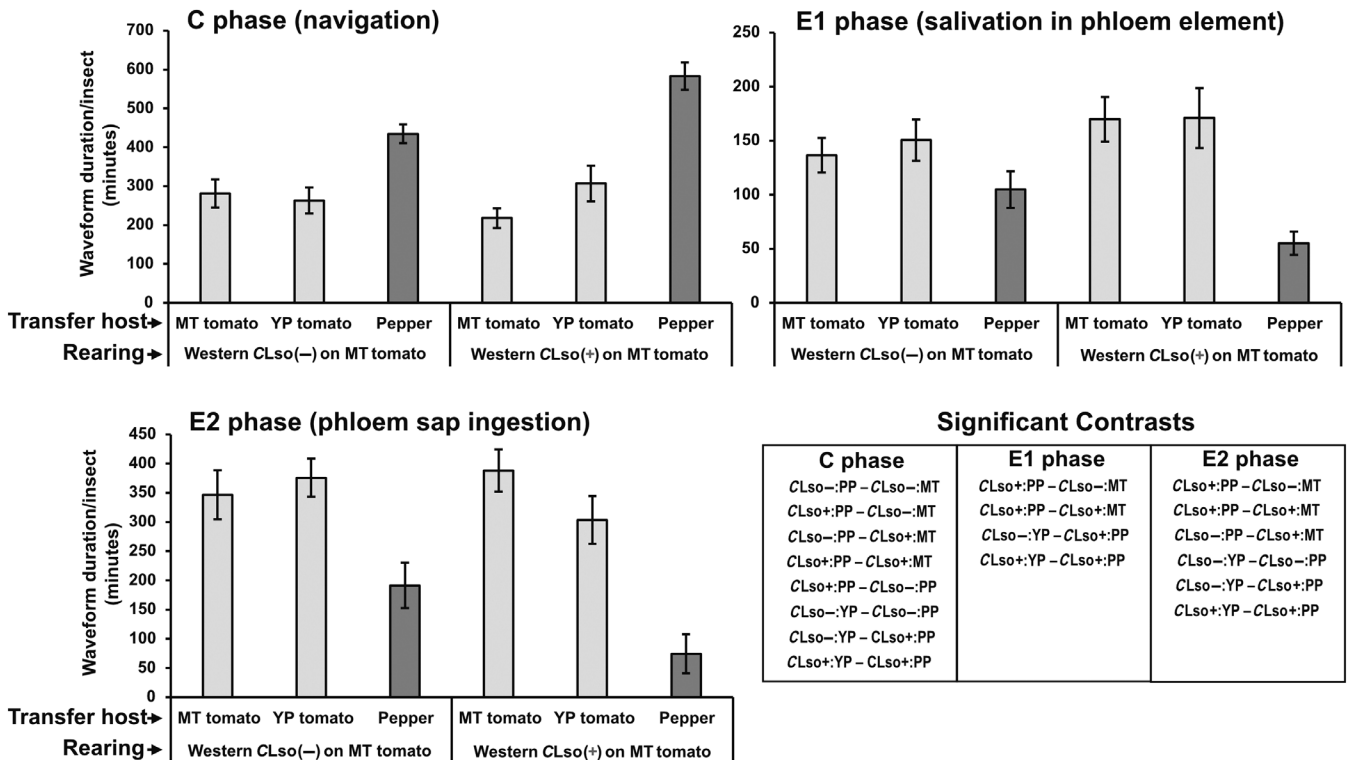 C phase (navigation)
Waveform duration/insect
(minutes)
700
600
500
400
300
200
100
0
Transfer host
MT tomato YP tomato Pepper MT tomato YP tomato Pepper
Rearing
Western CLso(–) on MT tomato Western CLso(+) on MT tomato
E1 phase (salivation in phloem element)
250
200
150
100
50
0
MT tomato YP tomato Pepper MT tomato YP tomato Pepper
Western CLso(–) on MT tomato Western CLso(+) on MT tomato
E2 phase (phloem sap ingestion)
Waveform duration/insect
(minutes)
450
400
350
300
250
200
150
100
50
0
Transfer host
MT tomato YP tomato Pepper MT tomato YP tomato Pepper
Rearing
Western CLso(–) on MT tomato Western CLso(+) on MT tomato
Significant Contrasts
C phase
CLso–:PP – CLso–:MT
CLso+:PP – CLso–:MT
CLso–:PP – CLso+:MT
CLso+:PP – CLso+:MT
CLso+:PP – CLso–:PP
CLso–:YP – CLso–:PP
CLso–:YP – CLso+:PP
CLso+:YP – CLso+:PP
E1 phase
CLso+:PP – CLso–:MT
CLso+:PP – CLso+:MT
CLso–:YP – CLso+:PP
CLso+:YP – CLso+:PP
E2 phase
CLso+:PP – CLso–:MT
CLso+:PP – CLso+:MT
CLso–:PP – CLso+:MT
CLso–:YP – CLso–:PP
CLso–:YP – CLso+:PP
CLso+:YP – CLso+:PP